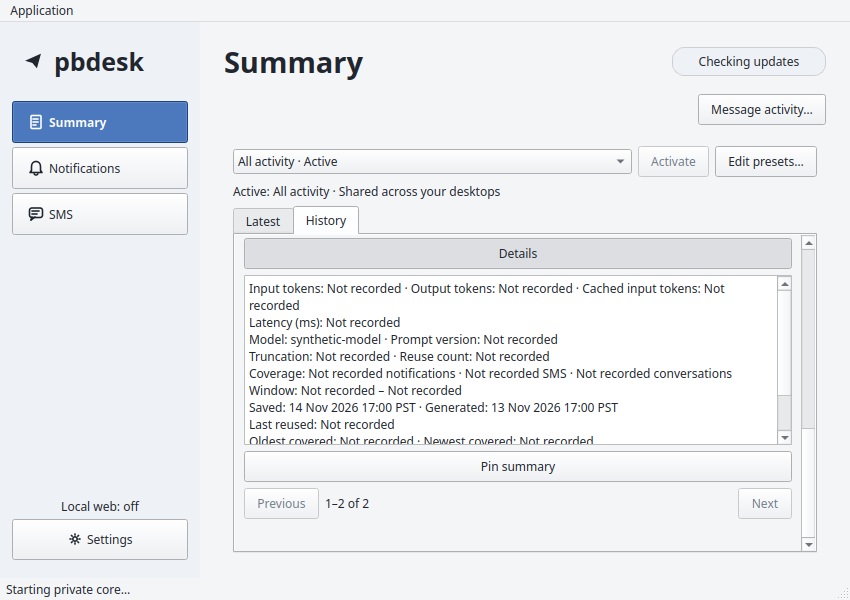 Application
pbdesk
Summary
Notifications
SMS
Local web: off
Settings
Starting private core...
Summary
Checking updates
Message activity...
All activity · Active
Activate
Edit presets...
Active: All activity · Shared across your desktops
Latest
History
Details
Input tokens: Not recorded · Output tokens: Not recorded · Cached input tokens: Not
recorded
Latency (ms): Not recorded
Model: synthetic-model · Prompt version: Not recorded
Truncation: Not recorded · Reuse count: Not recorded
Coverage: Not recorded notifications · Not recorded SMS · Not recorded conversations
Window: Not recorded – Not recorded
Saved: 14 Nov 2026 17:00 PST · Generated: 13 Nov 2026 17:00 PST
Last reused: Not recorded
Oldest covered: Not recorded · Newest covered: Not recorded
Pin summary
Previous
1–2 of 2
Next